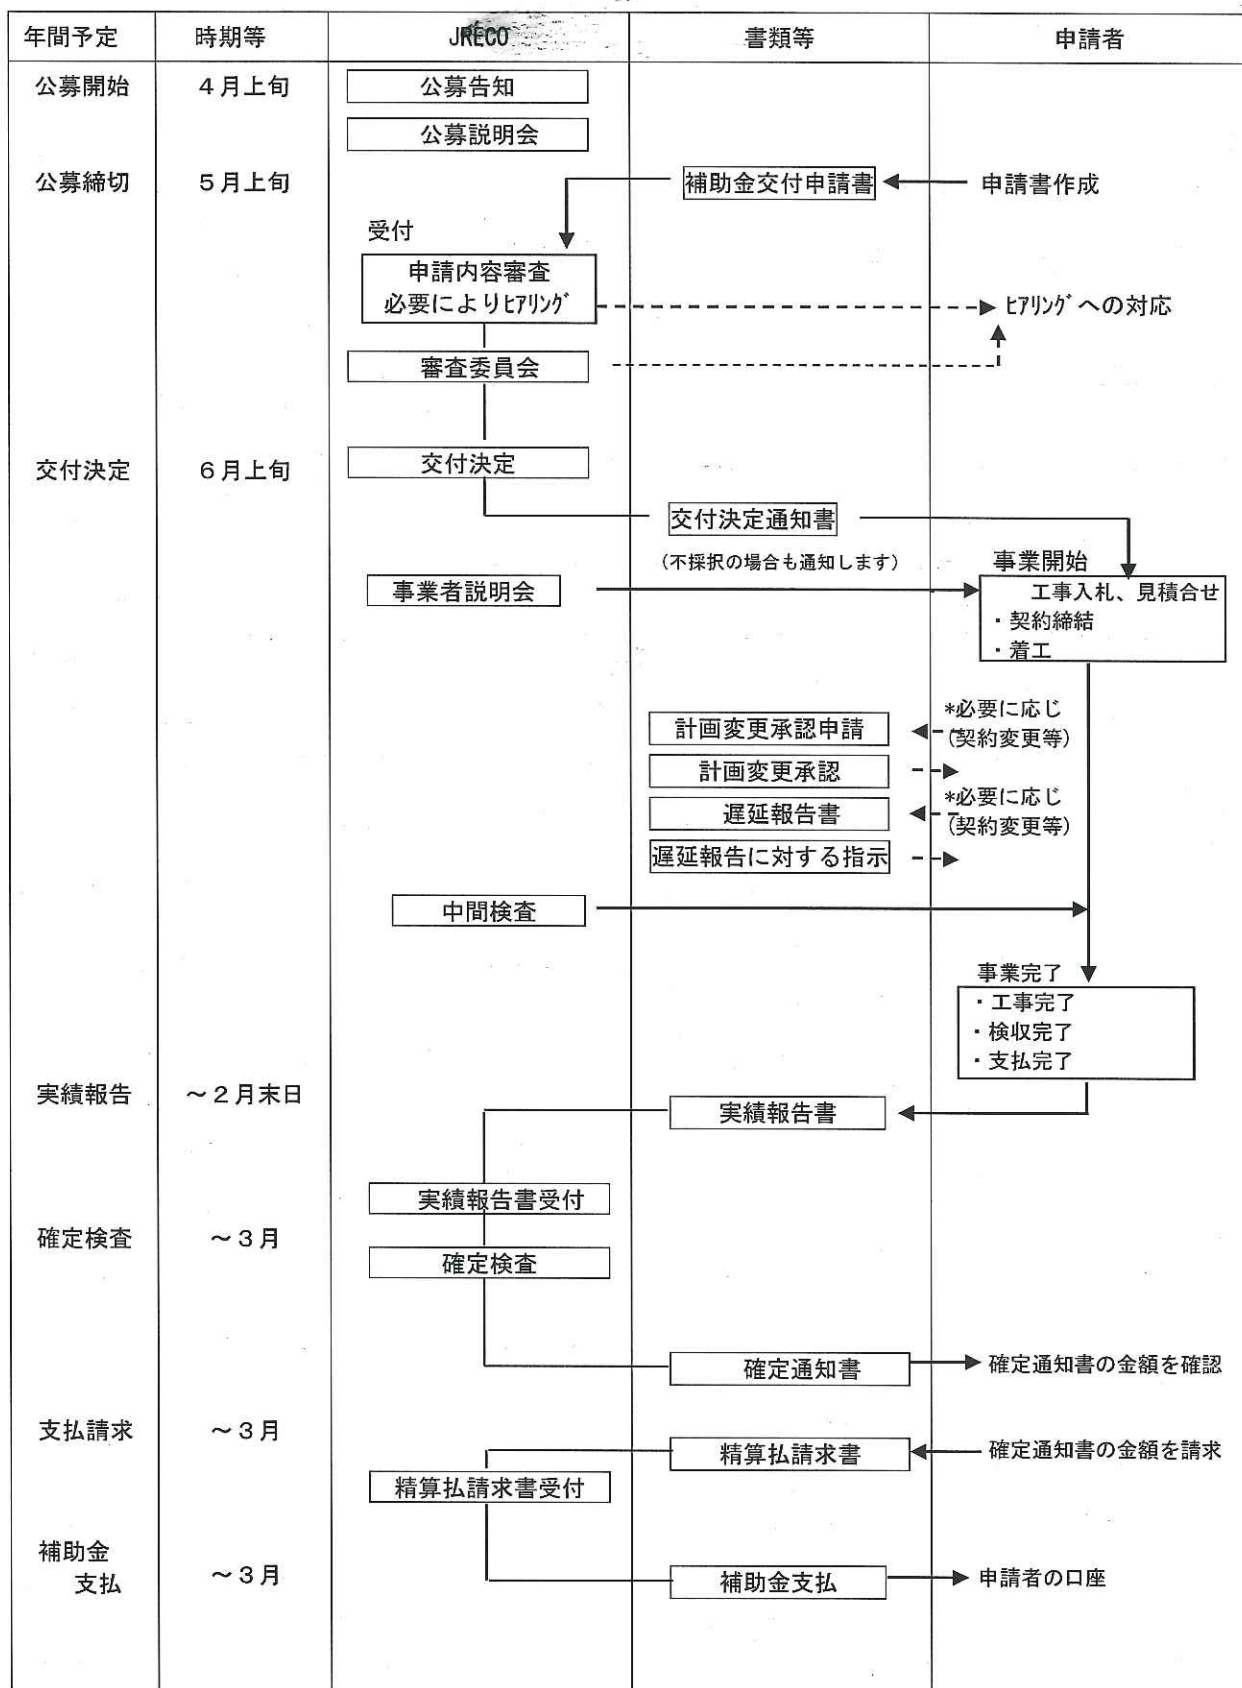 年間予定 時期等 JRECO 書類等 申請者
公募開始 4月上旬 公募告知
公募説明会
公募締切 5月上旬 補助金交付申請書 申請書作成
受付
申請内容審査
必要によりﾋｱﾘﾝｸﾞ ﾋｱﾘﾝｸﾞへの対応
審査委員会
交付決定 6月上旬 交付決定
交付決定通知書
(不採択の場合も通知します) 事業開始
事業者説明会 工事入札、見積合せ
・契約締結
・着工
*必要に応じ
計画変更承認申請 (契約変更等)
計画変更承認
*必要に応じ
遅延報告書 (契約変更等)
遅延報告に対する指示
中間検査
事業完了
・工事完了
・検収完了
・支払完了
実績報告 ～2月末日 実績報告書
実績報告書受付
確定検査 ～3月 確定検査
確定通知書 確定通知書の金額を確認
支払請求 ～3月 精算払請求書 確定通知書の金額を請求
精算払請求書受付
補助金
支払 ～3月 補助金支払 申請者の口座